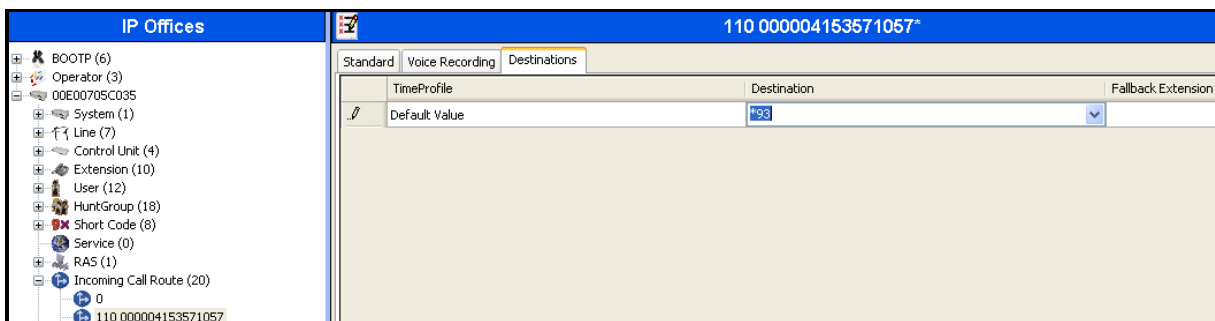 IP Offices
BOOTP (6)
Operator (3)
00E00705C035
System (1)
Line (7)
Control Unit (4)
Extension (10)
User (12)
HuntGroup (18)
Short Code (8)
Service (0)
RAS (1)
Incoming Call Route (20)
0
110 000004153571057
110 000004153571057*
Standard Voice Recording Destinations
TimeProfile Destination Fallback Extension
Default Value *93